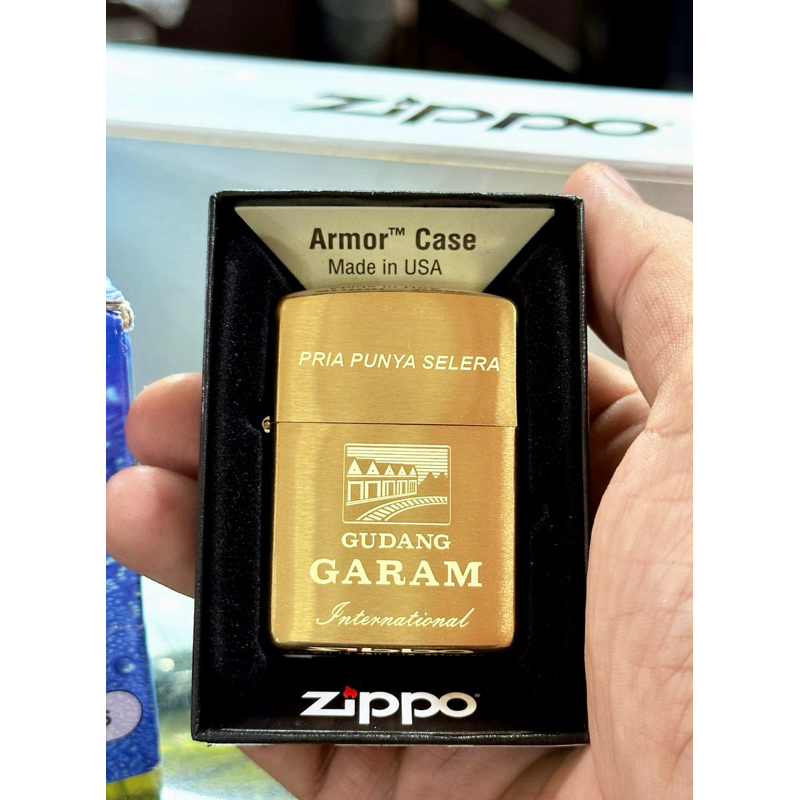 zippo
Armor™ Case
Made in USA
PRIA PUNYA SELERA
GUDANG
GARAM
International
zippo